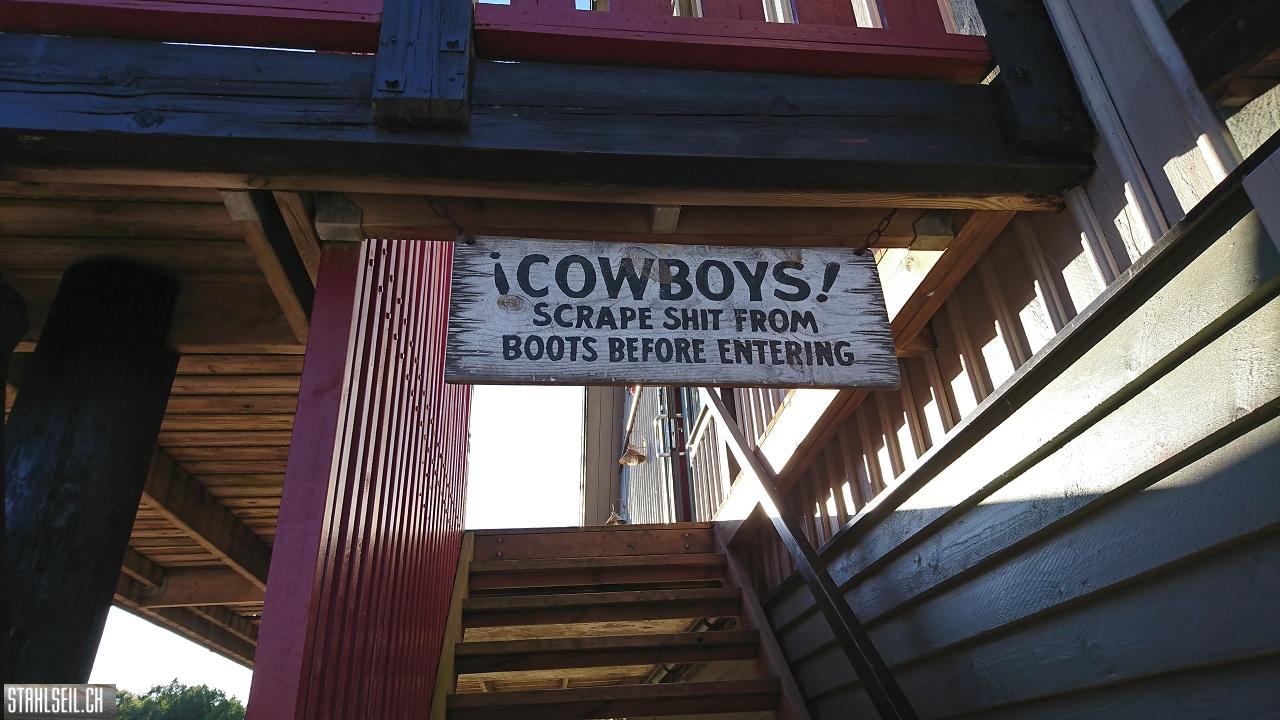 ¡COWBOYS!
SCRAPE SHIT FROM
BOOTS BEFORE ENTERING
STAHLSEIL.CH